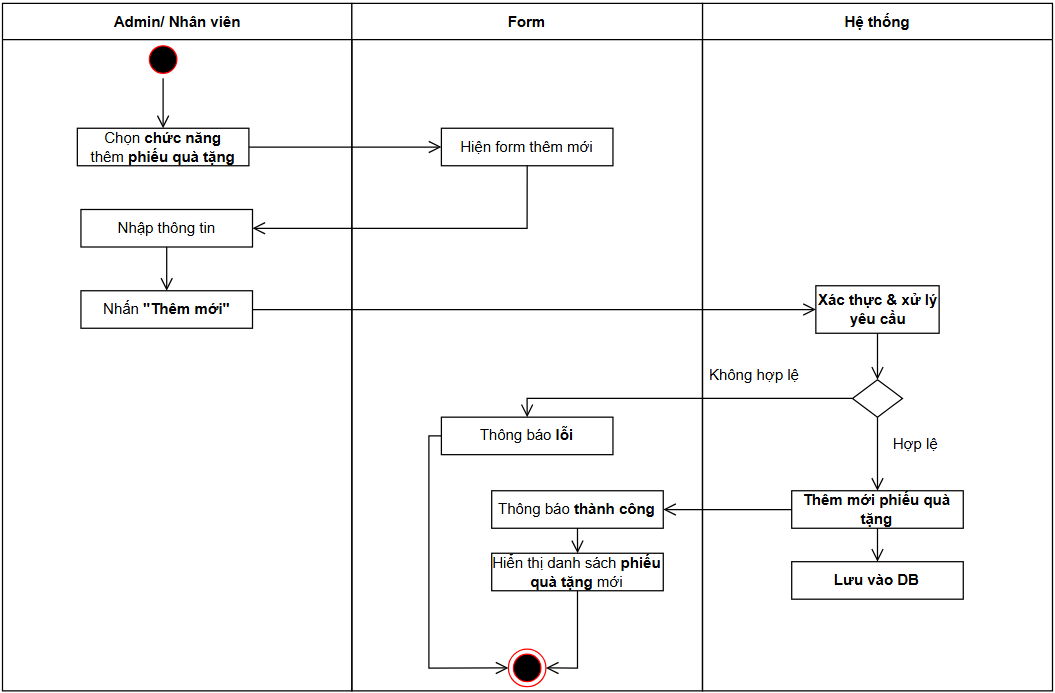 Admin/ Nhân viên
Form
Hệ thống
Chọn chức năng
thêm phiếu quà tặng
Hiện form thêm mới
Nhập thông tin
Nhấn "Thêm mới"
Xác thực & xử lý
yêu cầu
Không hợp lệ
Thông báo lỗi
Hợp lệ
Thông báo thành công
Thêm mới phiếu quà
tặng
Hiển thị danh sách phiếu
quà tặng mới
Lưu vào DB